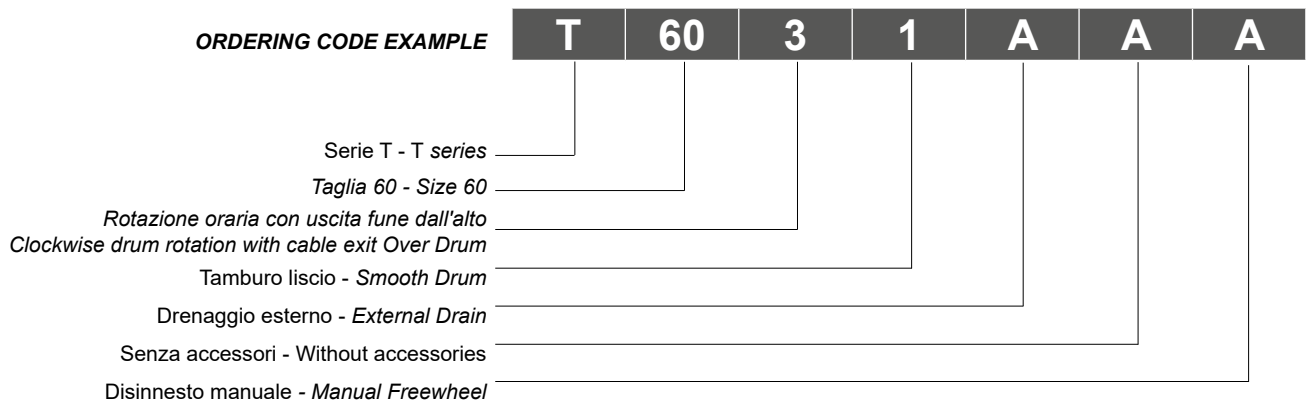 ORDERING CODE EXAMPLE T 60 3 1 A A A
Serie T - T series
Taglia 60 - Size 60
Rotazione oraria con uscita fune dall'alto
Clockwise drum rotation with cable exit Over Drum
Tamburo liscio - Smooth Drum
Drenaggio esterno - External Drain
Senza accessori - Without accessories
Disinnesto manuale - Manual Freewheel